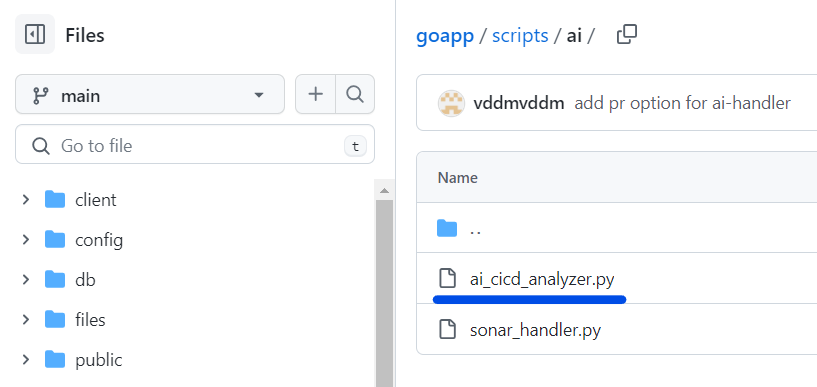 Files
main
Go to file
t
client
config
db
files
public
goapp / scripts / ai /
vddmvddm add pr option for ai-handler
Name
..
ai_cicd_analyzer.py
sonar_handler.py